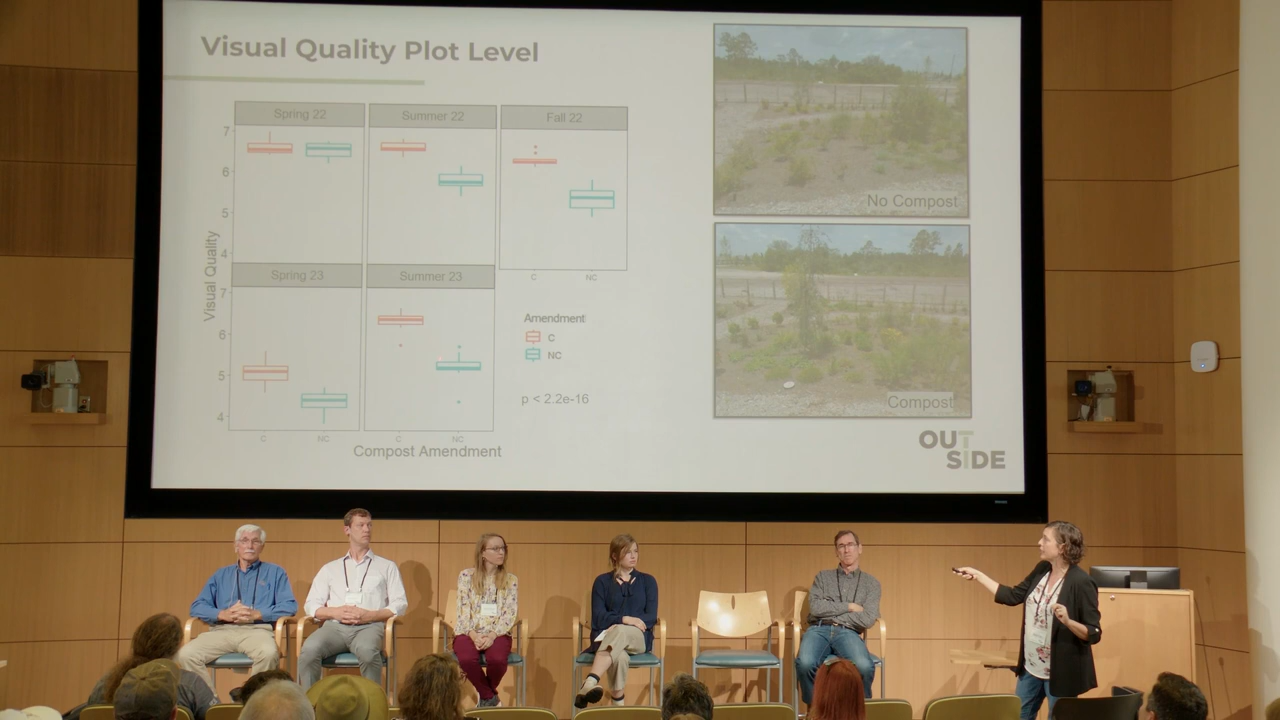 Visual Quality Plot Level
Spring 22
Summer 22
Fall 22
7
6
5
4
C
NC
Spring 23
Summer 23
7
6
5
4
C
NC
C
NC
Visual Quality
Compost Amendment
Amendment
C
NC
p < 2.2e-16
No Compost
Compost
OUT
SIDE